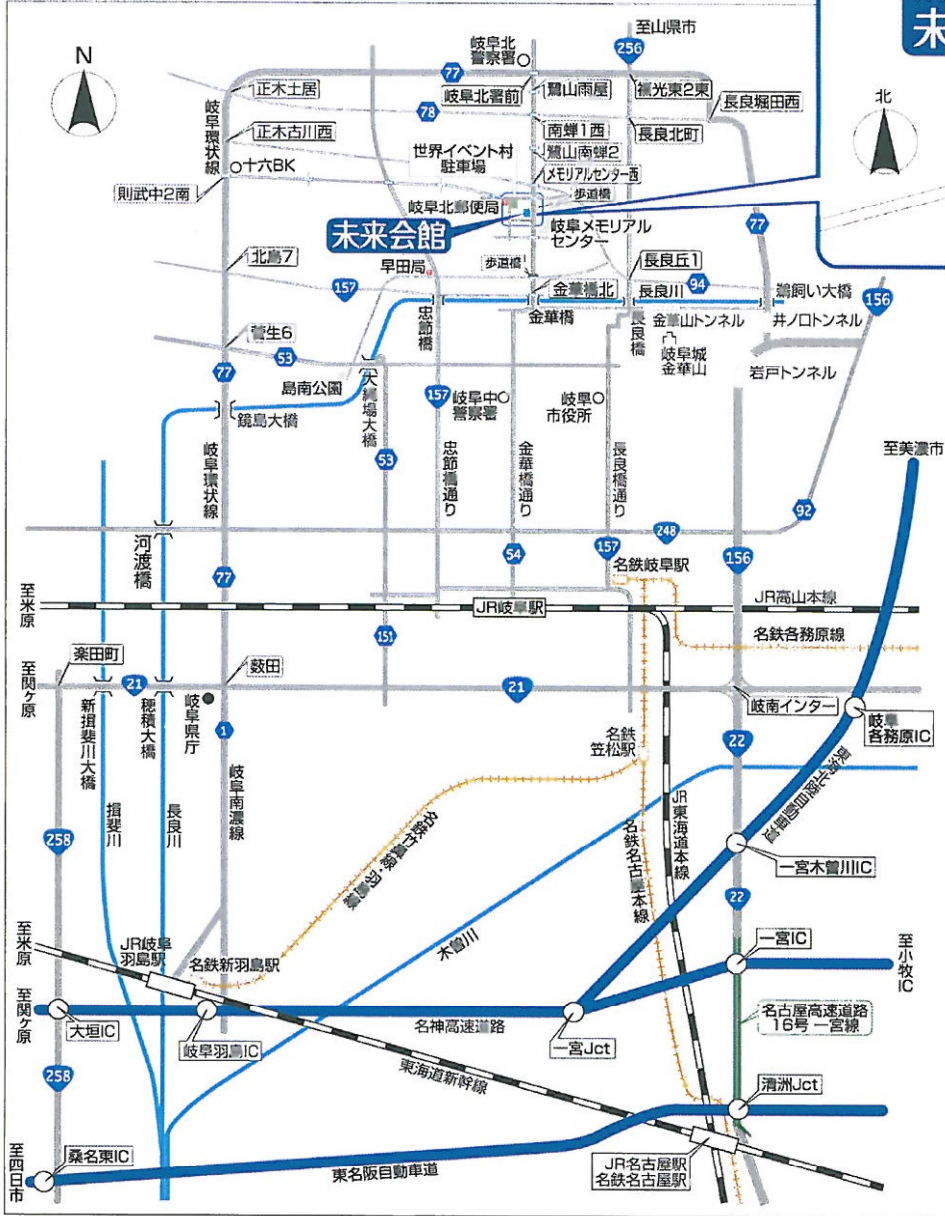 未
至山県市
N
岐阜北
警察署
256
77
正木土居
岐阜北署前
鷺山雨屋
福光東2東
長良堀田西
北
岐阜環状線
78
正木古川西
南蝉1西
長良北町
世界イベント村
駐車場
鷺山南蝉2
十六BK
メモリアルセンター西
則武中2南
歩道橋
岐阜北郵便局
未来会館
岐阜メモリアル
センター
77
北島7
早田局
歩道橋
長良丘1
94
157
金華橋北
長良川
鵜飼い大橋
156
菅生6
忠節橋
金華橋
長良橋
金華山トンネル
井ノ口トンネル
53
岐阜城
金華山
岩戸トンネル
77
島南公園
大縄場大橋
157
岐阜中
警察署
岐阜
市役所
鏡島大橋
岐阜環状線
53
忠節橋通り
金華橋通り
長良橋通り
至美濃市
92
248
河渡橋
54
157
156
77
名鉄岐阜駅
至米原
JR岐阜駅
JR高山本線
151
名鉄各務原線
至関ヶ原
楽田町
薮田
21
21
新揖斐川大橋
穂積大橋
岐阜県庁
岐南インター
1
岐阜
各務原IC
名鉄
笠松駅
22
岐阜南濃線
東海北陸自動車道
揖斐川
長良川
258
名鉄竹鼻線・羽島線
名鉄名古屋本線
JR東海道本線
一宮木曽川IC
22
至米原
木曽川
一宮IC
至小牧IC
JR岐阜
羽島駅
名鉄新羽島駅
至関ヶ原
大垣IC
岐阜羽島IC
名神高速道路
一宮Jct
名古屋高速道路
16号 一宮線
東海道新幹線
258
清洲Jct
至四日市
桑名東IC
東名阪自動車道
JR名古屋駅
名鉄名古屋駅